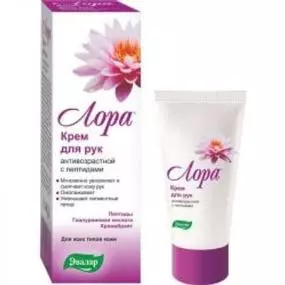 Лора
Крем
для рук
антивозрастной
с пептидами
• Мгновенно увлажняет и
смягчает кожу рук
• Омолаживает
• Уменьшает пигментные
пятна
Пептиды
Гиалуроновая кислота
Для всех типов кожи
Эвалар
Лора
Крем
для рук
антивозрастной
с пептидами
Эвалар